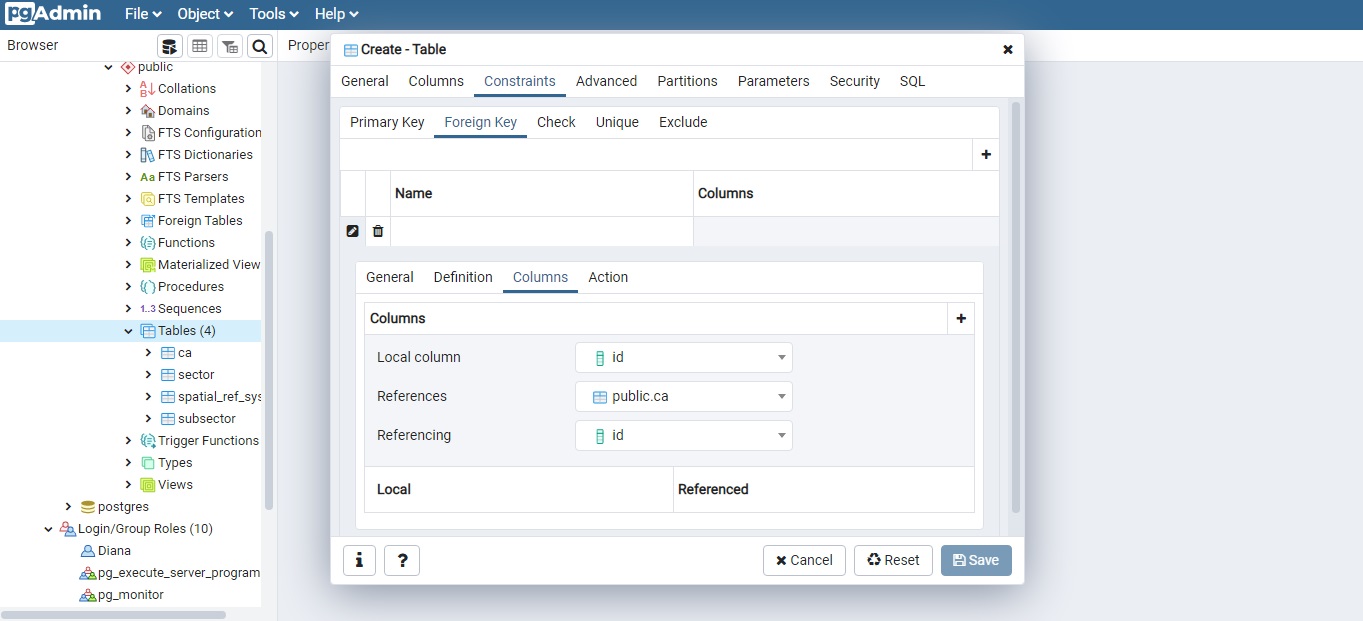 pgAdmin File Object Tools Help
Browser
Proper
public
Collations
Domains
FTS Configuration
FTS Dictionaries
Aa FTS Parsers
FTS Templates
Foreign Tables
Functions
Materialized View
Procedures
1..3 Sequences
Tables (4)
ca
sector
spatial_ref_sys
subsector
Trigger Functions
Types
Views
postgres
Login/Group Roles (10)
Diana
pg_execute_server_program
pg_monitor
Create - Table
General Columns Constraints Advanced Partitions Parameters Security SQL
Primary Key Foreign Key Check Unique Exclude
Name Columns
General Definition Columns Action
Columns
Local column id
References public.ca
Referencing id
Local Referenced
i ? Cancel Reset Save